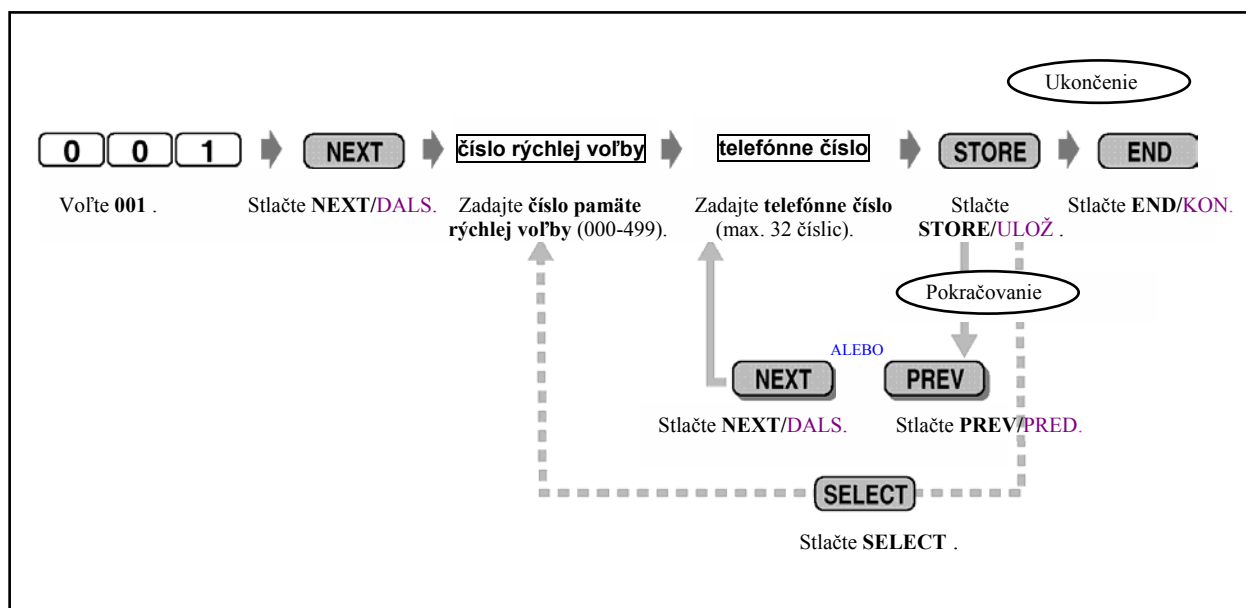 Ukončenie
0 0 1 NEXT číslo rýchlej voľby telefónne číslo STORE END
Voľte 001 .
Stlačte NEXT/DALS.
Zadajte číslo pamäte
rýchlej voľby (000-499).
Zadajte telefónne číslo
(max. 32 číslic).
Stlačte
STORE/ULOŽ .
Stlačte END/KON.
Pokračovanie
ALEBO
NEXT PREV
Stlačte NEXT/DALS.
Stlačte PREV/PRED.
SELECT
Stlačte SELECT .